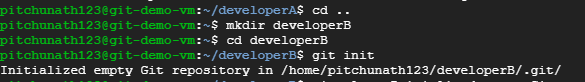 pitchunath123@git-demo-vm:~/developerA$ cd ..
pitchunath123@git-demo-vm:~$ mkdir developerB
pitchunath123@git-demo-vm:~$ cd developerB
pitchunath123@git-demo-vm:~/developerB$ git init
Initialized empty Git repository in /home/pitchunath123/developerB/.git/